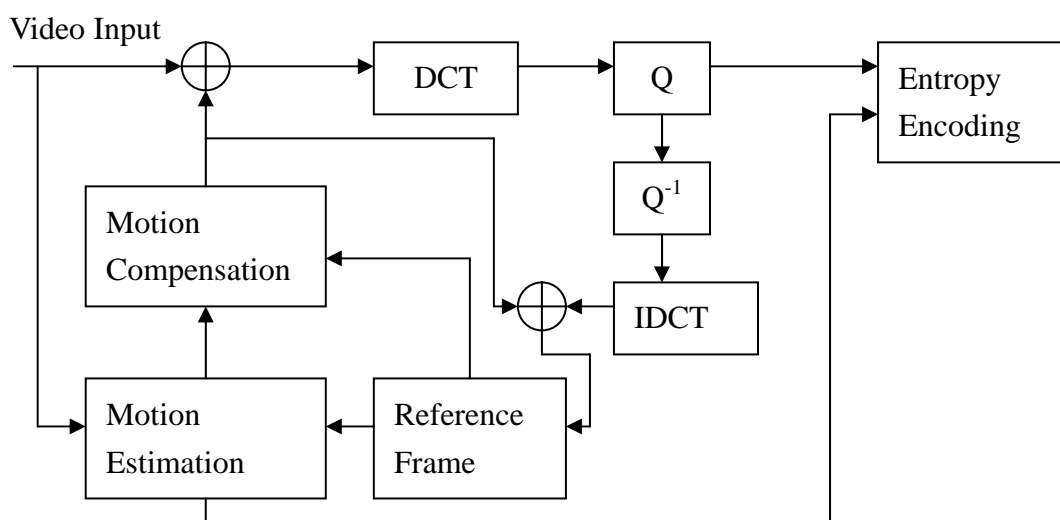 Video Input
DCT
Q
Entropy
Encoding
Q-1
Motion
Compensation
IDCT
Motion
Estimation
Reference
Frame